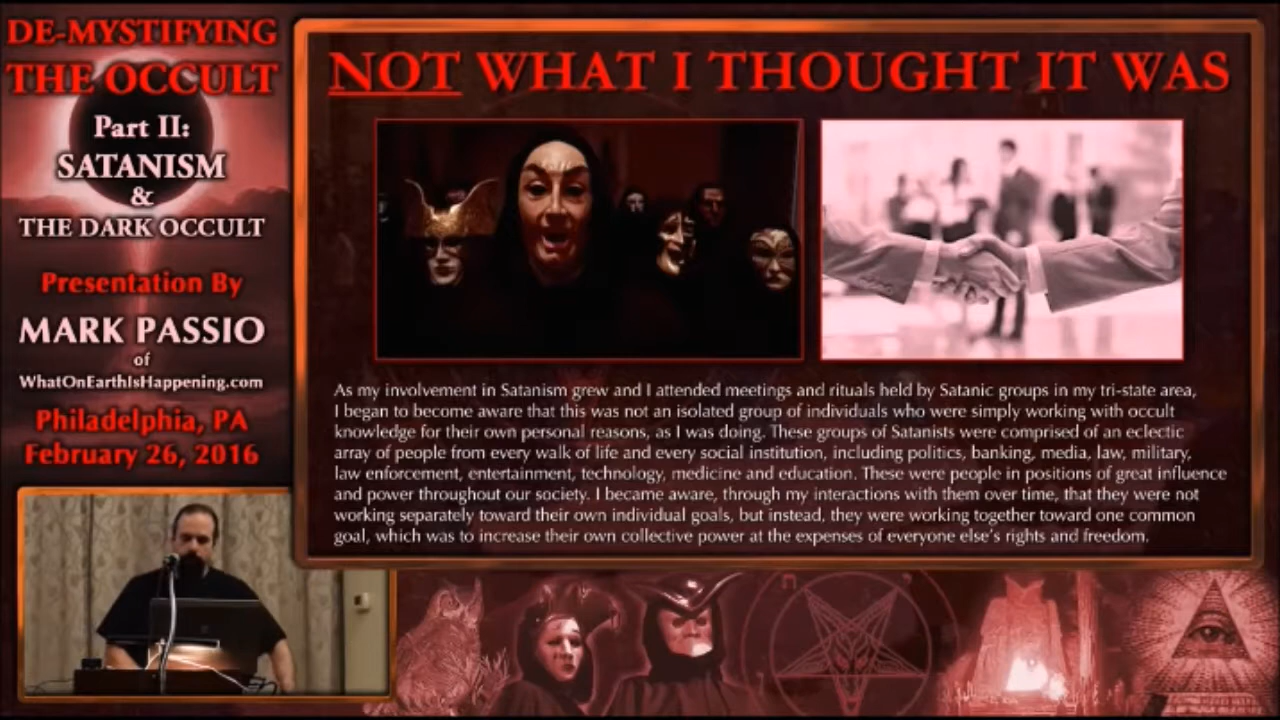 DE-MYSTIFYING
THE OCCULT
Part II:
SATANISM
&
THE DARK OCCULT
Presentation By
MARK PASSIO
of
WhatOnEarthIsHappening.com
Philadelphia, PA
February 26, 2016
NOT WHAT I THOUGHT IT WAS
As my involvement in Satanism grew and I attended meetings and rituals held by Satanic groups in my tri-state area,
I began to become aware that this was not an isolated group of individuals who were simply working with occult
knowledge for their own personal reasons, as I was doing. These groups of Satanists were comprised of an eclectic
array of people from every walk of life and every social institution, including politics, banking, media, law, military,
law enforcement, entertainment, technology, medicine and education. These were people in positions of great influence
and power throughout our society. I became aware, through my interactions with them over time, that they were not
working separately toward their own individual goals, but instead, they were working together toward one common
goal, which was to increase their own collective power at the expenses of everyone else's rights and freedom.